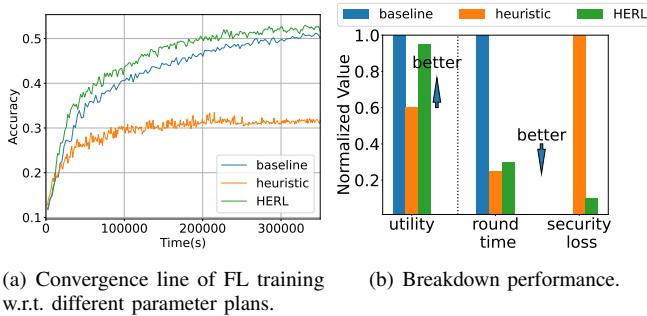 0.5
0.4
0.3
0.2
0.1
Accuracy
0
100000
200000
300000
Time(s)
baseline
heuristic
HERL
baseline
heuristic
HERL
1.0
0.8
0.6
0.4
0.2
Normalized Value
better
better
utility
round
time
security
loss
(a) Convergence line of FL training
w.r.t. different parameter plans.
(b) Breakdown performance.